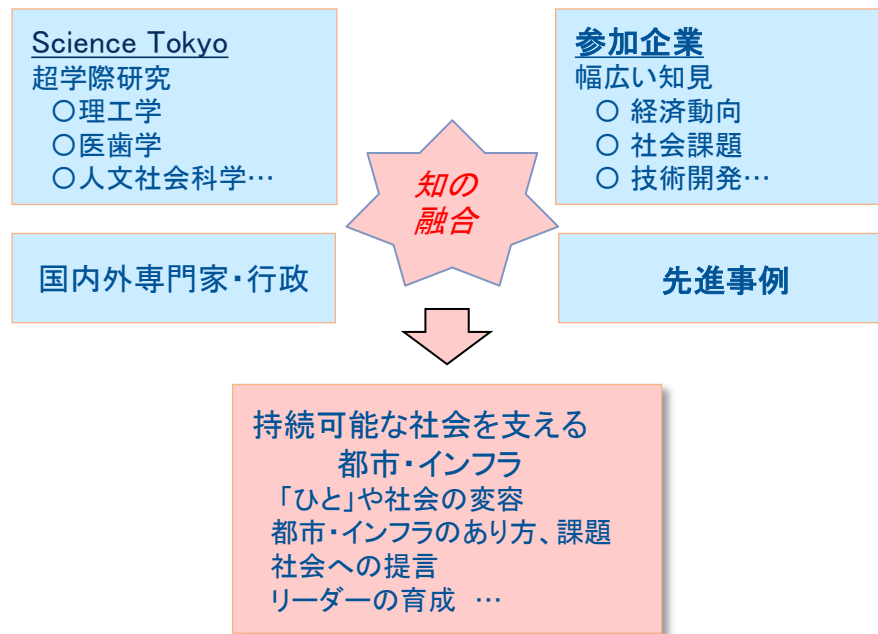 Science Tokyo
超学際研究
○理工学
○医歯学
○人文社会科学…
参加企業
幅広い知見
○ 経済動向
○ 社会課題
○ 技術開発…
知の
融合
国内外専門家・行政
先進事例
持続可能な社会を支える
都市・インフラ
「ひと」や社会の変容
都市・インフラのあり方、課題
社会への提言
リーダーの育成 …